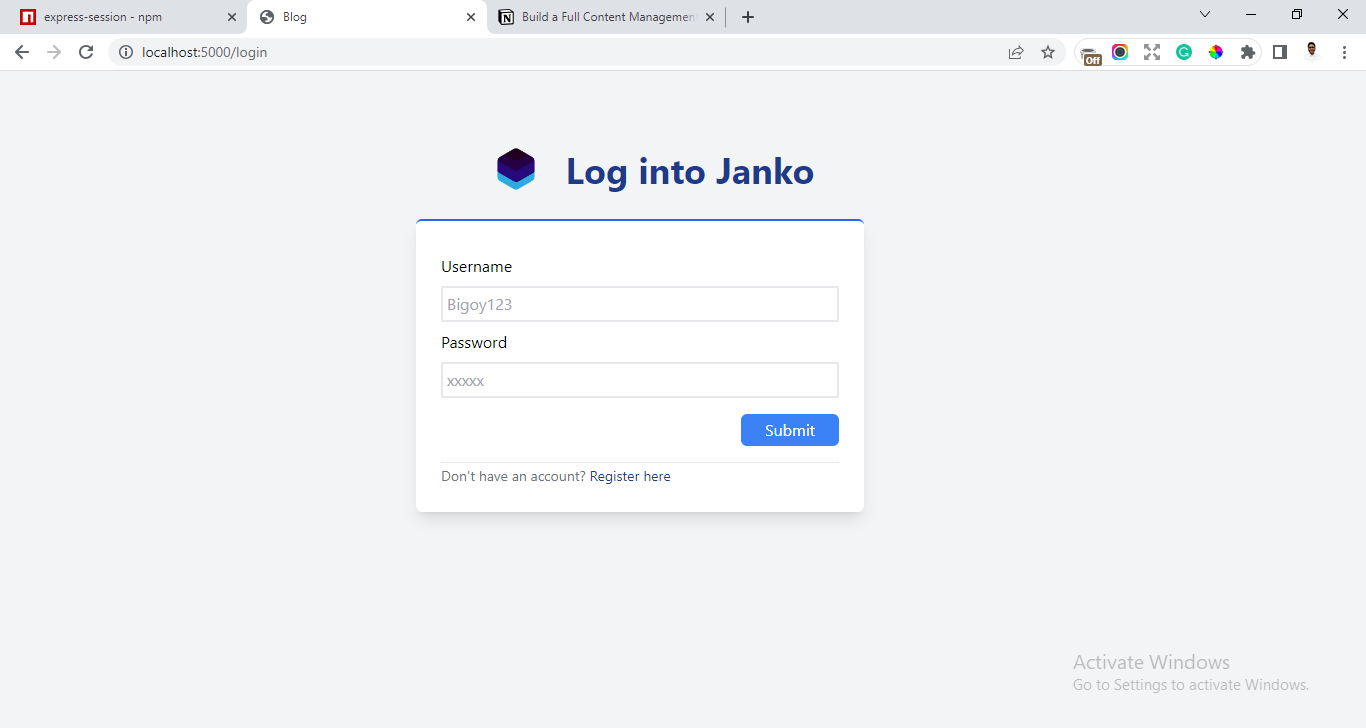 express-session - npm
Blog
Build a Full Content Managemen
localhost:5000/login
Off
Log into Janko
Username
Bigoy123
Password
xxxxx
Submit
Don't have an account? Register here
Activate Windows
Go to Settings to activate Windows.